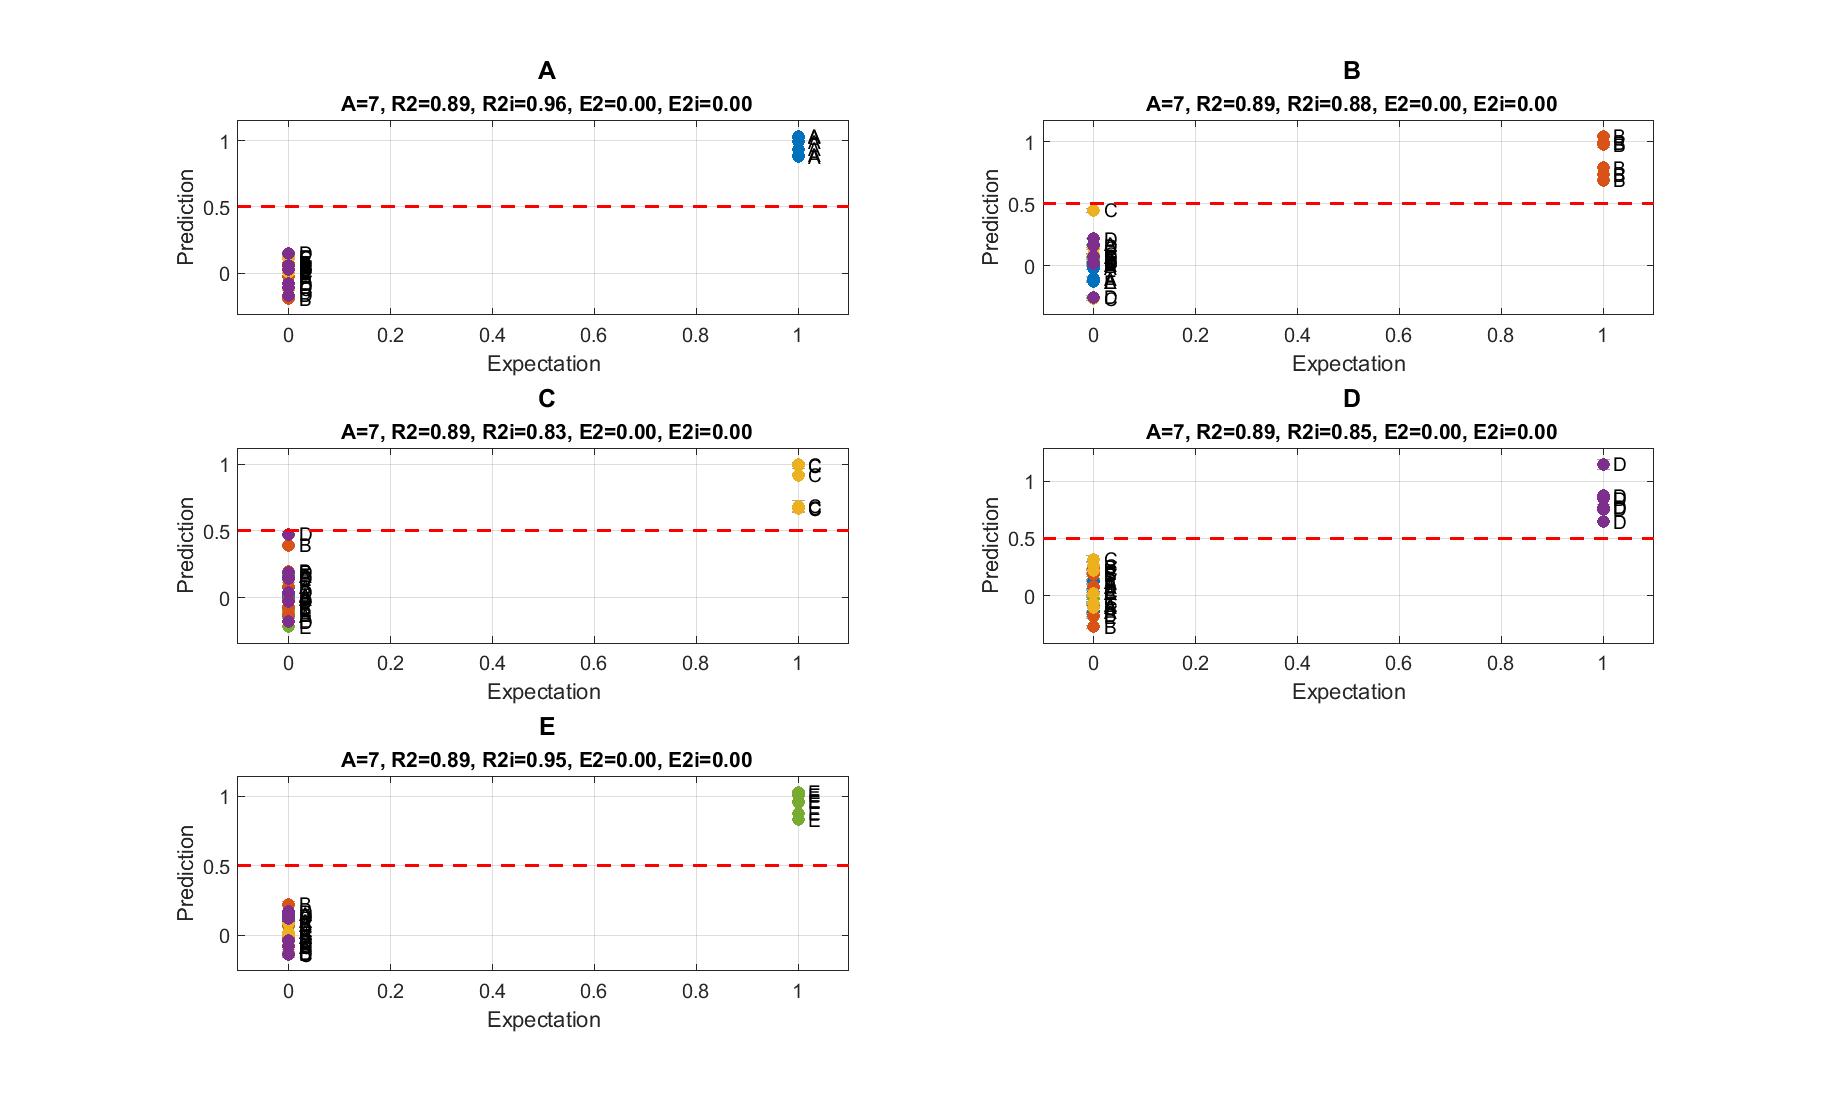 A
A=7, R2=0.89, R2i=0.96, E2=0.00, E2i=0.00
1
0.5
0
Prediction
A
A
A
D
B
0 0.2 0.4 0.6 0.8 1
Expectation
B
A=7, R2=0.89, R2i=0.88, E2=0.00, E2i=0.00
1
0.5
0
Prediction
B
B
B
B
B
C
D
A
0 0.2 0.4 0.6 0.8 1
Expectation
C
A=7, R2=0.89, R2i=0.83, E2=0.00, E2i=0.00
1
0.5
0
Prediction
C
C
C
D
B
D
E
0 0.2 0.4 0.6 0.8 1
Expectation
D
A=7, R2=0.89, R2i=0.85, E2=0.00, E2i=0.00
1
0.5
0
Prediction
D
D
D
D
D
C
B
0 0.2 0.4 0.6 0.8 1
Expectation
E
A=7, R2=0.89, R2i=0.95, E2=0.00, E2i=0.00
1
0.5
0
Prediction
E
E
E
E
B
0 0.2 0.4 0.6 0.8 1
Expectation